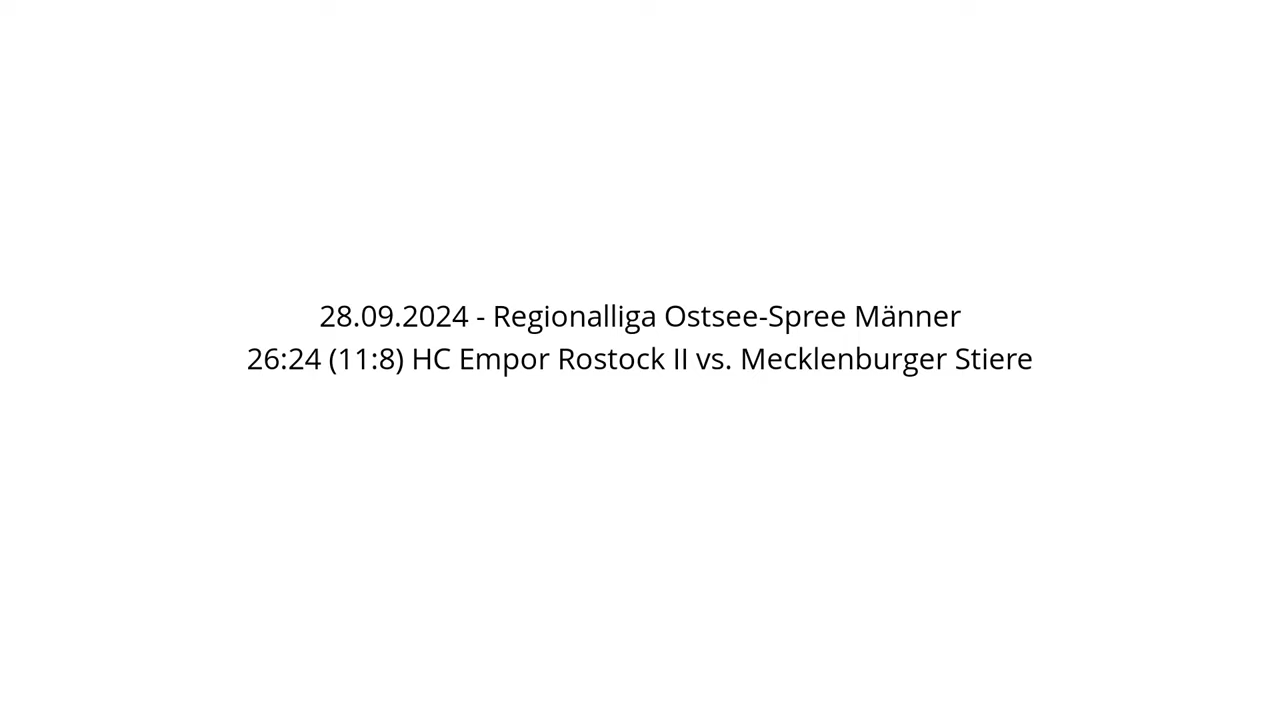 28.09.2024 - Regionalliga Ostsee-Spree Männer
26:24 (11:8) HC Empor Rostock II vs. Mecklenburger Stiere